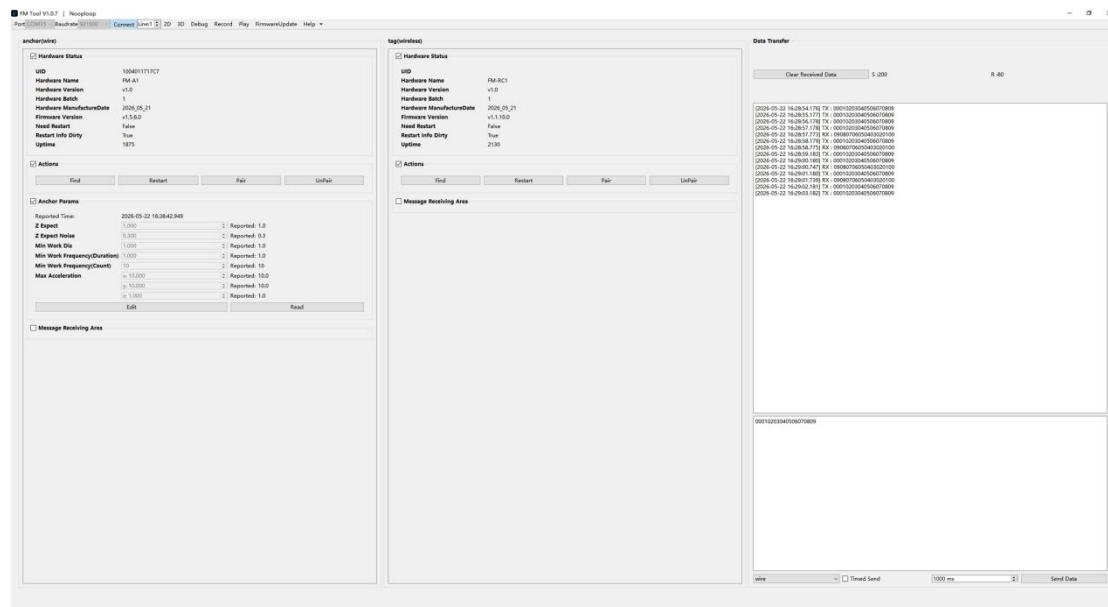 FM Tool V1.0.7 | Nooploop
Port COM15 Baudrate 921600 Connect Line:1 2D 3D Debug Record Play FirmwareUpdate Help
anchor(wire)
Hardware Status
UID 1004011717C7
Hardware Name FM-A1
Hardware Version v1.0
Hardware Batch 1
Hardware ManufactureDate 2026_05_21
Firmware Version v1.5.8.0
Need Restart False
Restart Info Dirty True
Uptime 1875
Actions
Find Restart Pair UnPair
Anchor Params
Reported Time: 2026-05-22 16:38:42.949
Z Expect 1.000 Reported: 1.0
Z Expect Noise 0.300 Reported: 0.3
Min Work Dis 1.000 Reported: 1.0
Min Work Frequency(Duration) 1.000 Reported: 1.0
Min Work Frequency(Count) 10 Reported: 10
Max Acceleration x: 10.000 Reported: 10.0
y: 10.000 Reported: 10.0
z: 1.000 Reported: 1.0
Edit Read
Message Receiving Area
tag(wireless)
Hardware Status
UID
Hardware Name FM-RC1
Hardware Version v1.0
Hardware Batch 1
Hardware ManufactureDate 2026_05_21
Firmware Version v1.1.10.0
Need Restart False
Restart Info Dirty True
Uptime 2130
Actions
Find Restart Pair UnPair
Message Receiving Area
Data Transfer
Clear Received Data S :200 R :80
[2026-05-22 16:28:54.176] TX : 00010203040506070809
[2026-05-22 16:28:55.177] TX : 00010203040506070809
[2026-05-22 16:28:56.178] TX : 00010203040506070809
[2026-05-22 16:28:57.178] TX : 00010203040506070809
[2026-05-22 16:28:57.773] RX : 09080706050403020100
[2026-05-22 16:28:58.179] TX : 00010203040506070809
[2026-05-22 16:28:58.775] RX : 09080706050403020100
[2026-05-22 16:28:59.180] TX : 00010203040506070809
[2026-05-22 16:29:00.180] TX : 00010203040506070809
[2026-05-22 16:29:00.747] RX : 09080706050403020100
[2026-05-22 16:29:01.180] TX : 00010203040506070809
[2026-05-22 16:29:01.739] RX : 09080706050403020100
[2026-05-22 16:29:02.181] TX : 00010203040506070809
[2026-05-22 16:29:03.182] TX : 00010203040506070809
00010203040506070809
wire Timed Send 1000 ms Send Data